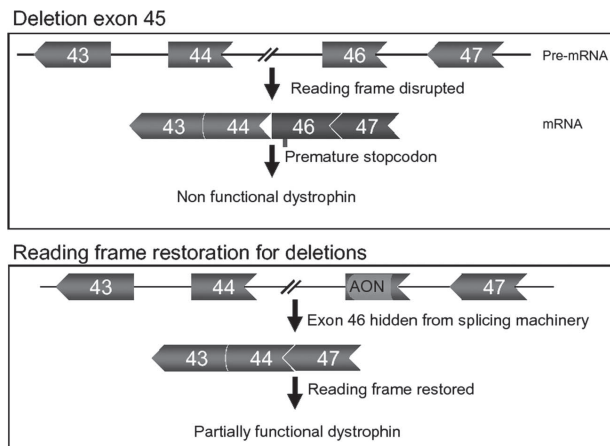 Deletion exon 45
43 44 46 47 Pre-mRNA
Reading frame disrupted
43 44 46 47 mRNA
Premature stopcodon
Non functional dystrophin
Reading frame restoration for deletions
43 44 AON 47
Exon 46 hidden from splicing machinery
43 44 47
Reading frame restored
Partially functional dystrophin